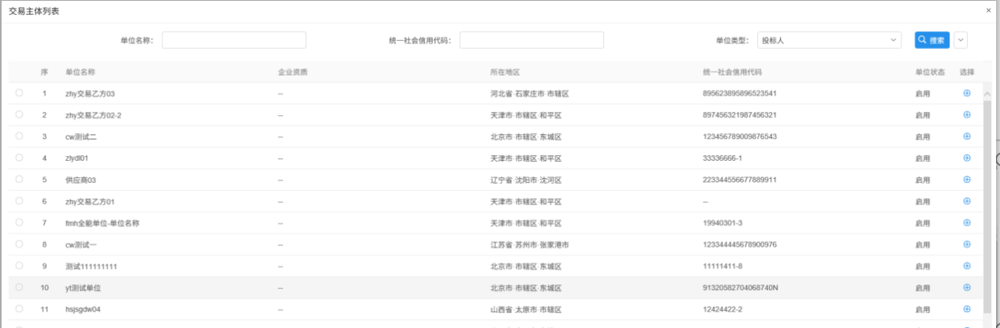 交易主体列表 ×
单位名称： 统一社会信用代码： 单位类型： 投标人 搜索
序 单位名称 企业资质 所在地区 统一社会信用代码 单位状态 选择
1 zhy交易乙方03 -- 河北省·石家庄市·市辖区 895623895896523541 启用
2 zhy交易乙方02-2 -- 天津市·市辖区·和平区 897456321987456321 启用
3 cw测试二 -- 北京市·市辖区·东城区 123456789009876543 启用
4 zlydl01 -- 天津市·市辖区·和平区 33336666-1 启用
5 供应商03 -- 辽宁省·沈阳市·沈河区 223344556677889911 启用
6 zhy交易乙方01 -- 天津市·市辖区·和平区 -- 启用
7 fmh全能单位-单位名称 -- 天津市·市辖区·和平区 19940301-3 启用
8 cw测试一 -- 江苏省·苏州市·张家港市 123344445678900976 启用
9 测试111111111 -- 北京市·市辖区·东城区 11111411-8 启用
10 yt测试单位 -- 北京市·市辖区·东城区 91320582704068740N 启用
11 hsjsgdw04 -- 山西省·太原市·市辖区 12424422-2 启用